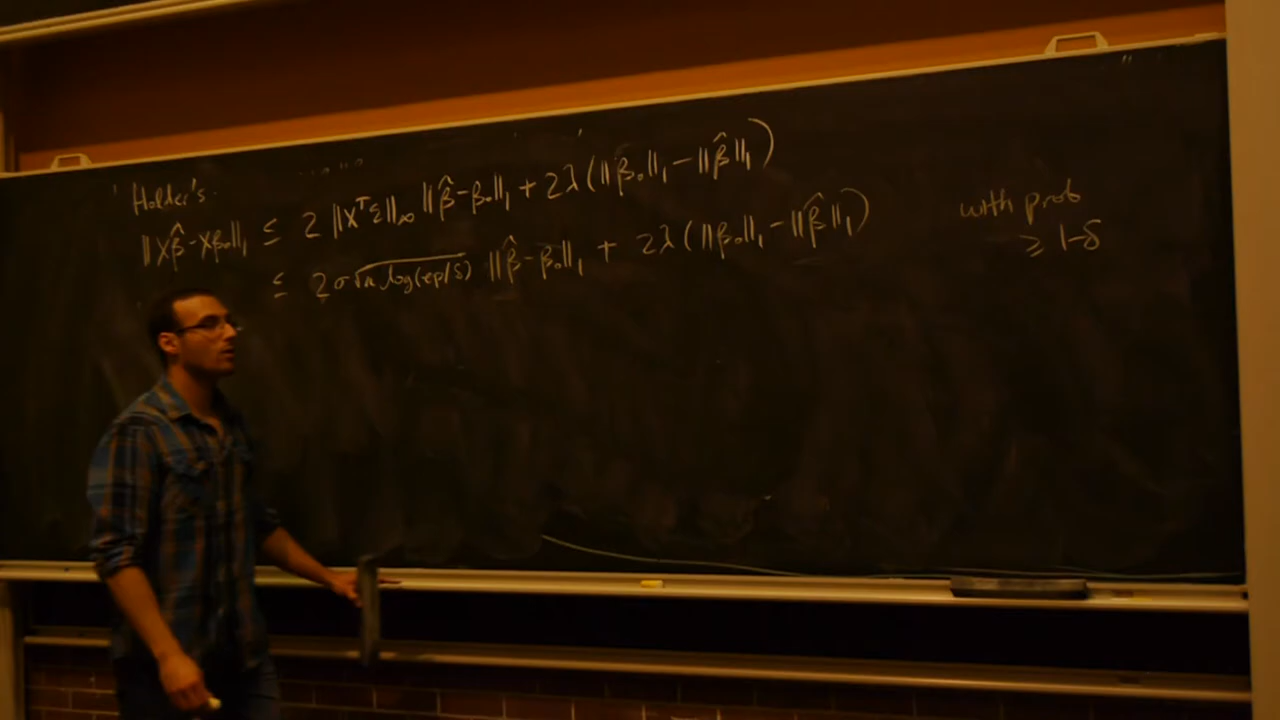 Holder's.
‖Xβ̂-Xβ₀‖₁ ≤ 2‖Xᵀε‖∞ ‖β̂-β₀‖₁ + 2λ(‖β₀‖₁-‖β̂‖₁)
≤ 2σ√(n log(ep/δ)) ‖β̂-β₀‖₁ + 2λ(‖β₀‖₁-‖β̂‖₁)
with prob
≥ 1-δ